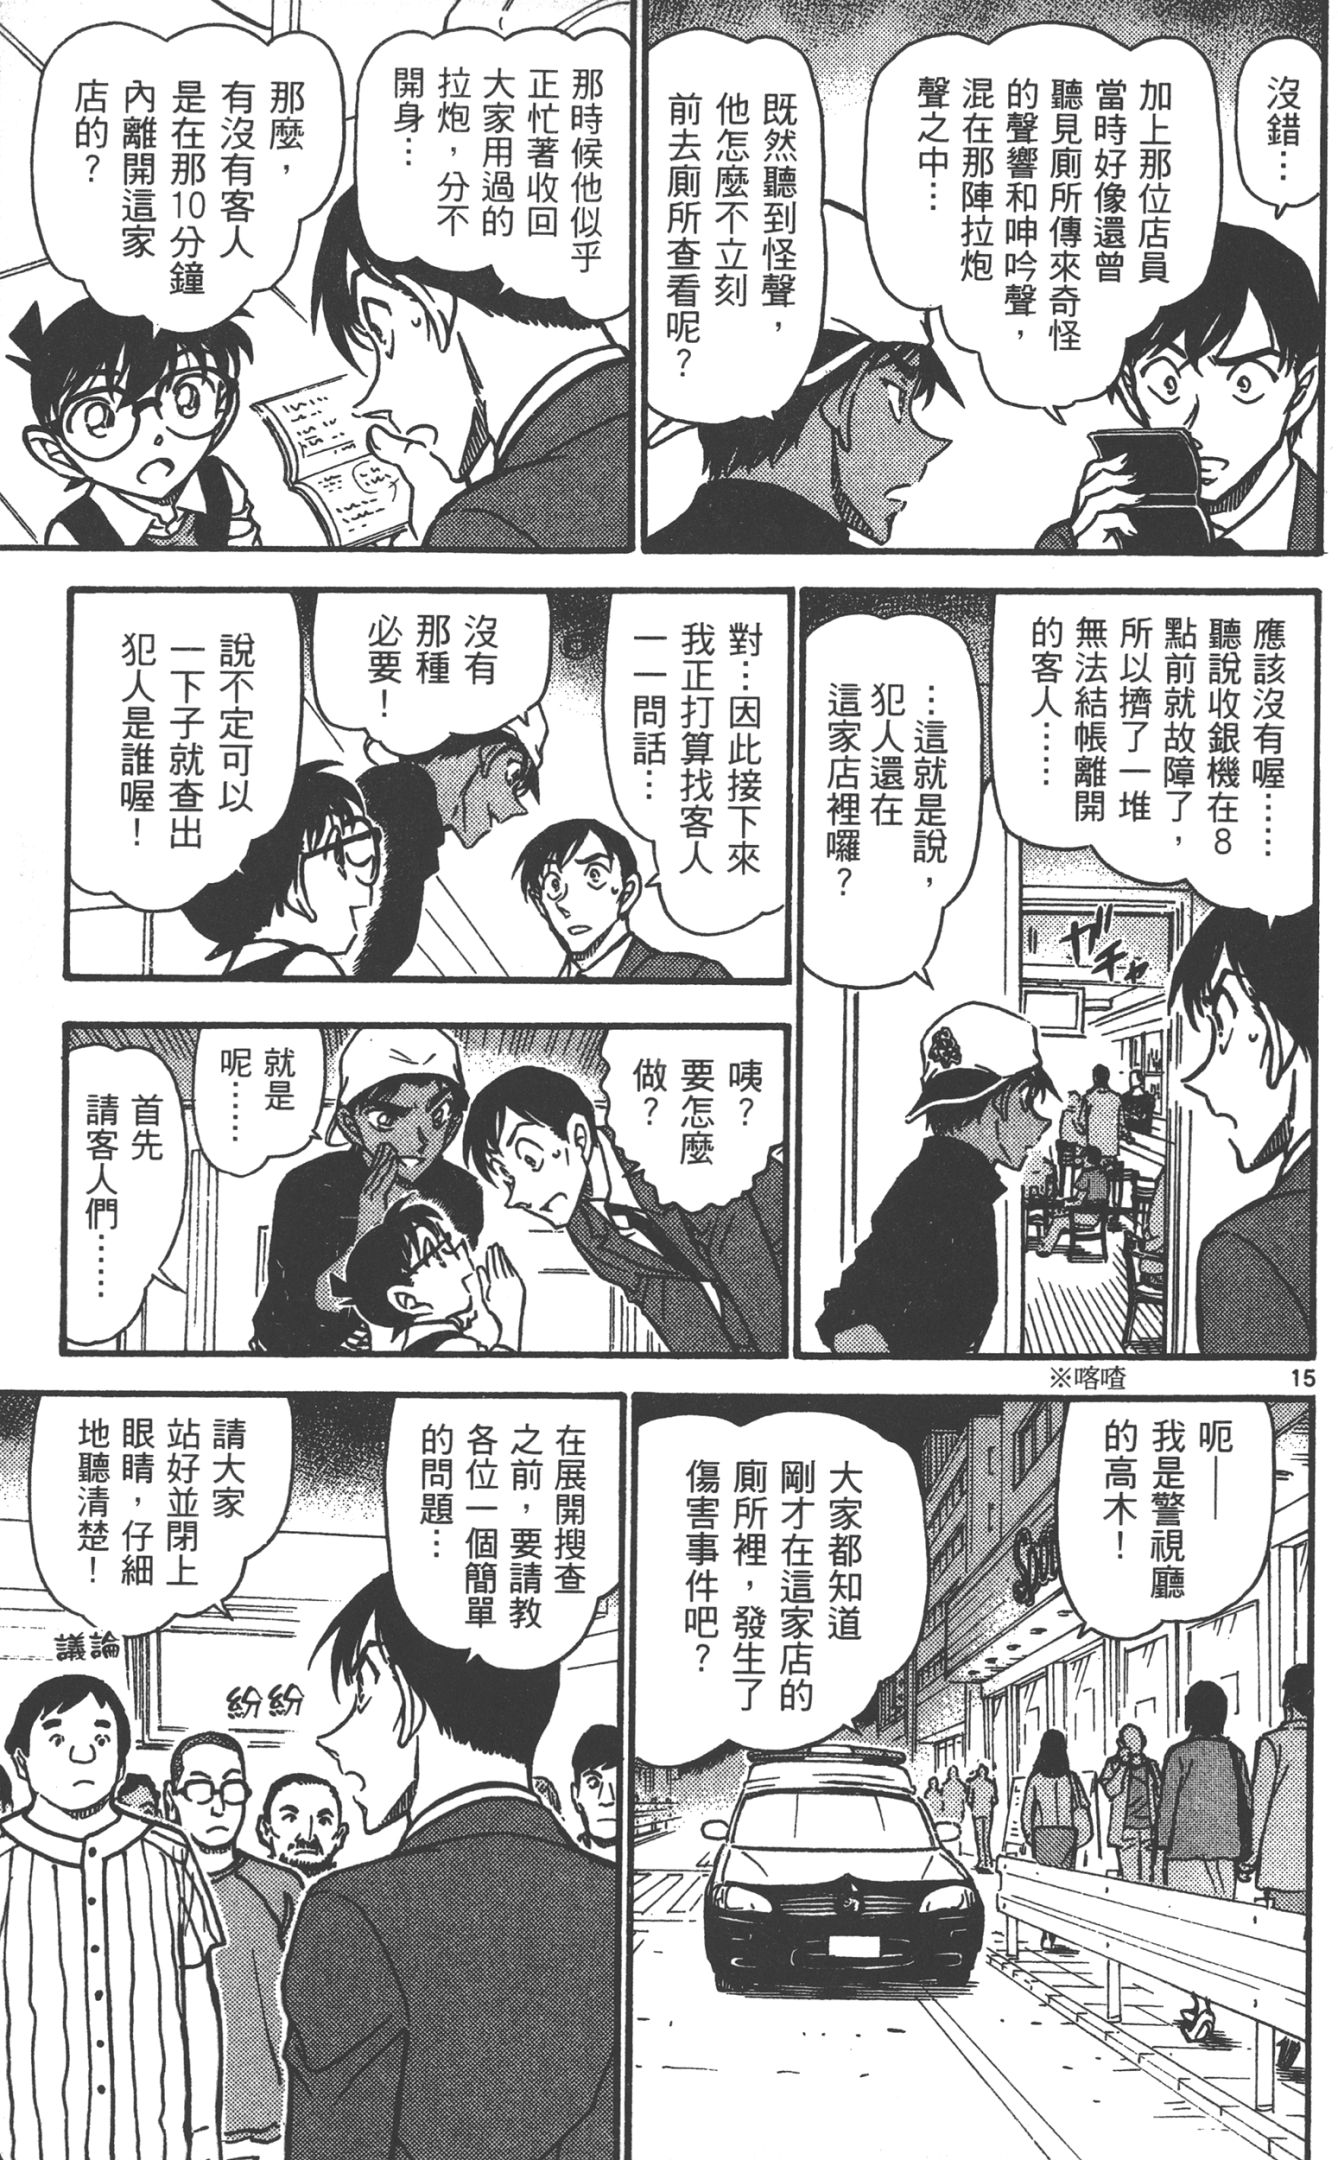 沒錯…
加上那位店員
當時好像還曾
聽見廁所傳來奇怪
的聲響和呻吟聲，
混在那陣拉炮
聲之中…
既然聽到怪聲，
他怎麼不立刻
前去廁所查看呢？
那時候他似乎
正忙著收回
大家用過的
拉炮，分不
開身…
那麼，
有沒有客人
是在那10分鐘
內離開這家
店的？
應該沒有喔……
聽說收銀機在8
點前就故障了，
所以擠了一堆
無法結帳離開
的客人……
…這就是說，
犯人還在
這家店裡囉？
ガチャ
※喀喳
對…因此接下來
我正打算找客人
一一問話…
沒有
那種
必要！
說不定可以
一下子就查出
犯人是誰喔！
咦？
要怎麼
做？
就是
呢……
首先
請客人們……
15
呃──
我是警視廳
的高木！
大家都知道
剛才在這家店的
廁所裡，發生了
傷害事件吧？
在展開搜查
之前，要請教
各位一個簡單
的問題…
請大家
站好並閉上
眼睛，仔細
地聽清楚！
議論
紛紛